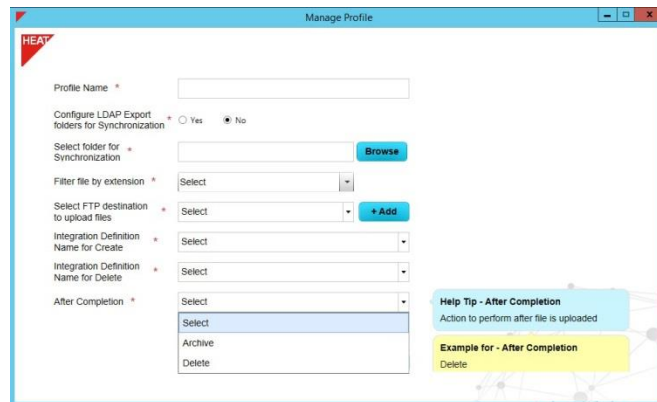 Manage Profile
HEAT
Profile Name *
Configure LDAP Export
folders for Synchronization *
Yes
No
Select folder for
Synchronization *
Browse
Filter file by extension *
Select
Select FTP destination
to upload files *
Select
+ Add
Integration Definition
Name for Create *
Select
Integration Definition
Name for Delete *
Select
After Completion *
Select
Select
Archive
Delete
Help Tip - After Completion
Action to perform after file is uploaded
Example for - After Completion
Delete